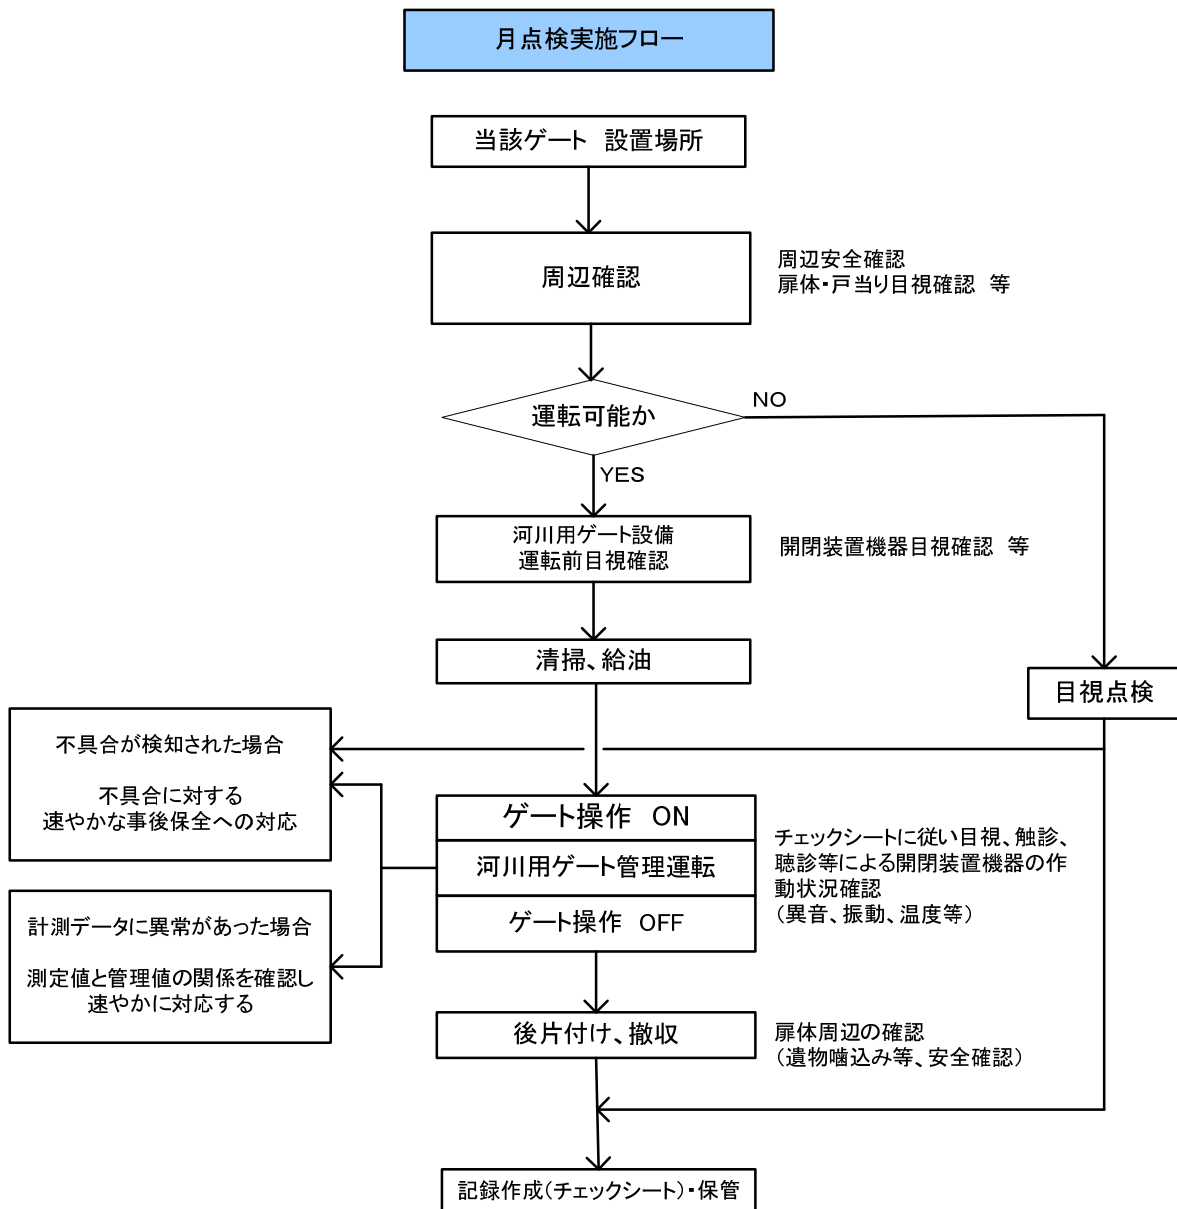 月点検実施フロー
当該ゲート　設置場所
周辺確認
周辺安全確認
扉体・戸当り目視確認　等
運転可能か
NO
YES
河川用ゲート設備
運転前目視確認
開閉装置機器目視確認　等
清掃、給油
目視点検
不具合が検知された場合
不具合に対する
速やかな事後保全への対応
ゲート操作　ON
河川用ゲート管理運転
ゲート操作　OFF
チェックシートに従い目視、触診、
聴診等による開閉装置機器の作
動状況確認
（異音、振動、温度等）
計測データに異常があった場合
測定値と管理値の関係を確認し
速やかに対応する
後片付け、撤収
扉体周辺の確認
（遺物噛込み等、安全確認）
記録作成（チェックシート）・保管